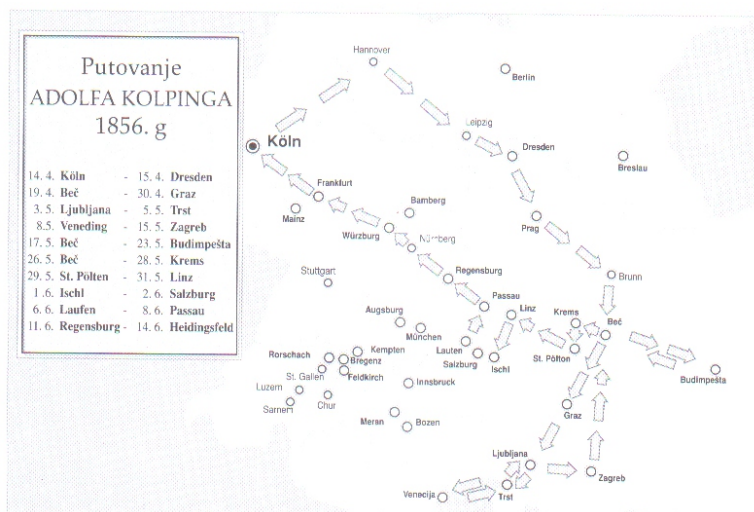 Putovanje
ADOLFA KOLPINGA
1856. g
14.4. Köln - 15.4. Dresden
19.4. Beč - 30.4. Graz
3.5. Ljubljana - 5.5. Trst
8.5. Veneding - 15.5. Zagreb
17.5. Beč - 23.5. Budimpešta
26.5. Beč - 28.5. Krems
29.5. St. Pölten - 31.5. Linz
1.6. Ischl - 2.6. Salzburg
6.6. Laufen - 8.6. Passau
11.6. Regensburg - 14.6. Heidingsfeld
Hannover
Berlin
Leipzig
Köln
Dresden
Breslau
Frankfurt
Mainz
Bamberg
Prag
Würzburg
Nürnberg
Stuttgart
Regensburg
Brunn
Passau
Linz
Krems
Beč
Augsburg
München
Lauten
St. Pölton
Salzburg
Ischl
Budimpešta
Rorschach
Kempten
Bregenz
St. Gallen
Feldkirch
Innsbruck
Luzern
Sarnen
Chur
Graz
Meran
Bozen
Ljubljana
Zagreb
Venecija
Trst